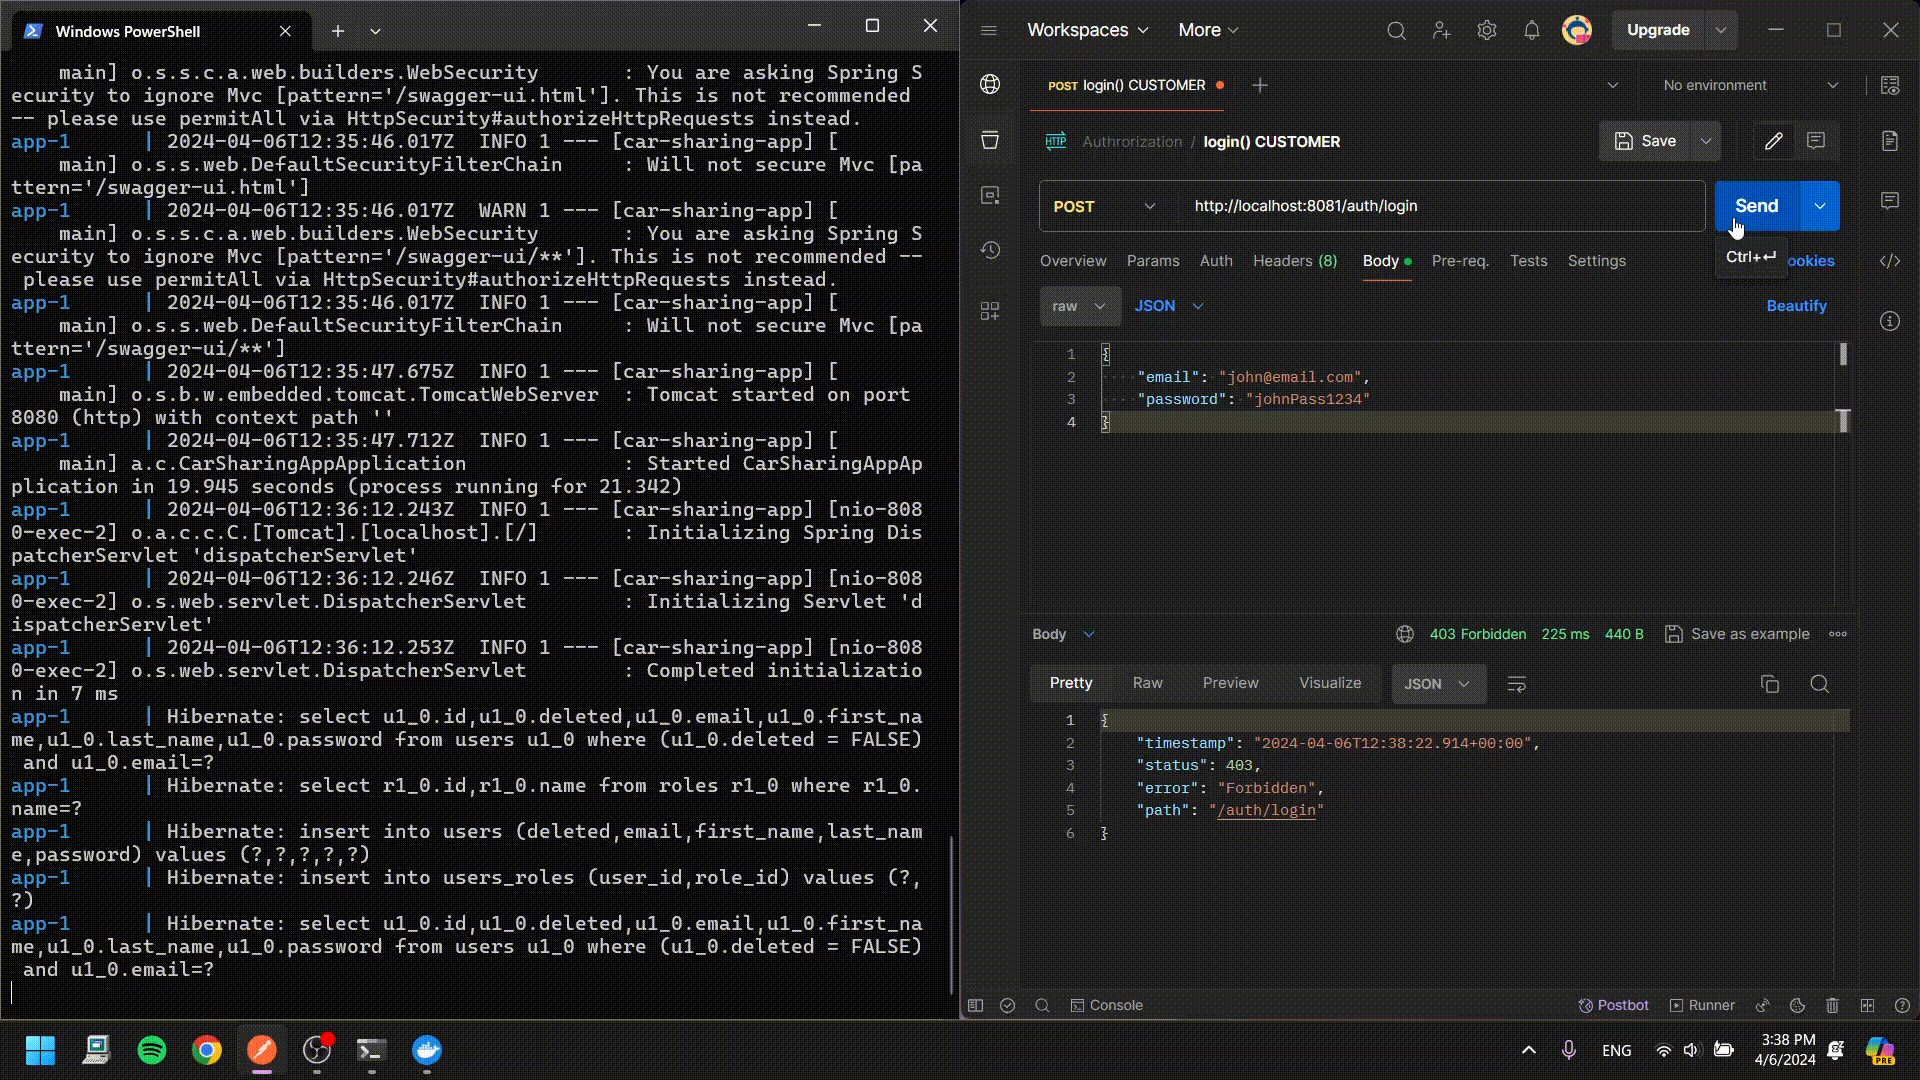 Windows PowerShell
main] o.s.s.c.a.web.builders.WebSecurity : You are asking Spring S
ecurity to ignore Mvc [pattern='/swagger-ui.html']. This is not recommended
-- please use permitAll via HttpSecurity#authorizeHttpRequests instead.
app-1 | 2024-04-06T12:35:46.017Z INFO 1 --- [car-sharing-app] [
main] o.s.s.web.DefaultSecurityFilterChain : Will not secure Mvc [pa
ttern='/swagger-ui.html']
app-1 | 2024-04-06T12:35:46.017Z WARN 1 --- [car-sharing-app] [
main] o.s.s.c.a.web.builders.WebSecurity : You are asking Spring S
ecurity to ignore Mvc [pattern='/swagger-ui/**']. This is not recommended --
please use permitAll via HttpSecurity#authorizeHttpRequests instead.
app-1 | 2024-04-06T12:35:46.017Z INFO 1 --- [car-sharing-app] [
main] o.s.s.web.DefaultSecurityFilterChain : Will not secure Mvc [pa
ttern='/swagger-ui/**']
app-1 | 2024-04-06T12:35:47.675Z INFO 1 --- [car-sharing-app] [
main] o.s.b.w.embedded.tomcat.TomcatWebServer : Tomcat started on port
8080 (http) with context path ''
app-1 | 2024-04-06T12:35:47.712Z INFO 1 --- [car-sharing-app] [
main] a.c.CarSharingAppApplication : Started CarSharingAppAp
plication in 19.945 seconds (process running for 21.342)
app-1 | 2024-04-06T12:36:12.243Z INFO 1 --- [car-sharing-app] [nio-808
0-exec-2] o.a.c.c.C.[Tomcat].[localhost].[/] : Initializing Spring Dis
patcherServlet 'dispatcherServlet'
app-1 | 2024-04-06T12:36:12.246Z INFO 1 --- [car-sharing-app] [nio-808
0-exec-2] o.s.web.servlet.DispatcherServlet : Initializing Servlet 'd
ispatcherServlet'
app-1 | 2024-04-06T12:36:12.253Z INFO 1 --- [car-sharing-app] [nio-808
0-exec-2] o.s.web.servlet.DispatcherServlet : Completed initializatio
n in 7 ms
app-1 | Hibernate: select u1_0.id,u1_0.deleted,u1_0.email,u1_0.first_na
me,u1_0.last_name,u1_0.password from users u1_0 where (u1_0.deleted = FALSE)
and u1_0.email=?
app-1 | Hibernate: select r1_0.id,r1_0.name from roles r1_0 where r1_0.
name=?
app-1 | Hibernate: insert into users (deleted,email,first_name,last_nam
e,password) values (?,?,?,?,?)
app-1 | Hibernate: insert into users_roles (user_id,role_id) values (?,
?)
app-1 | Hibernate: select u1_0.id,u1_0.deleted,u1_0.email,u1_0.first_na
me,u1_0.last_name,u1_0.password from users u1_0 where (u1_0.deleted = FALSE)
and u1_0.email=?
Workspaces More Upgrade
POST login() CUSTOMER No environment
HTTP Authrorization / login() CUSTOMER Save
POST http://localhost:8081/auth/login Send
Ctrl+↵
Overview Params Auth Headers (8) Body Pre-req. Tests Settings ookies
raw JSON Beautify
1 {
2 "email": "john@email.com",
3 "password": "johnPass1234"
4 }
Body 403 Forbidden 225 ms 440 B Save as example
Pretty Raw Preview Visualize JSON
1 {
2 "timestamp": "2024-04-06T12:38:22.914+00:00",
3 "status": 403,
4 "error": "Forbidden",
5 "path": "/auth/login"
6 }
Console Postbot Runner
ENG 3:38 PM
4/6/2024
PRE